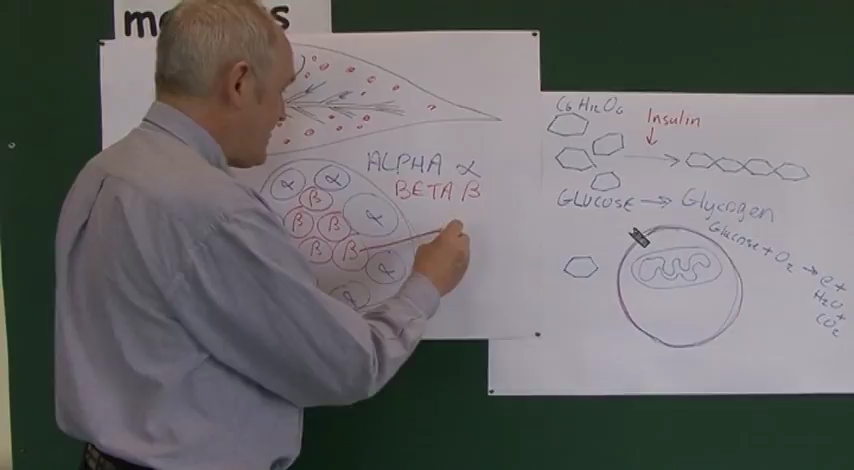 ALPHA α
BETA β
α
α
β
α
β
β
β
β
α
α
C6 H12 O6
Insulin
GLUCOSE → Glycogen
Glucose + O2 → e +
H2O
+
CO2